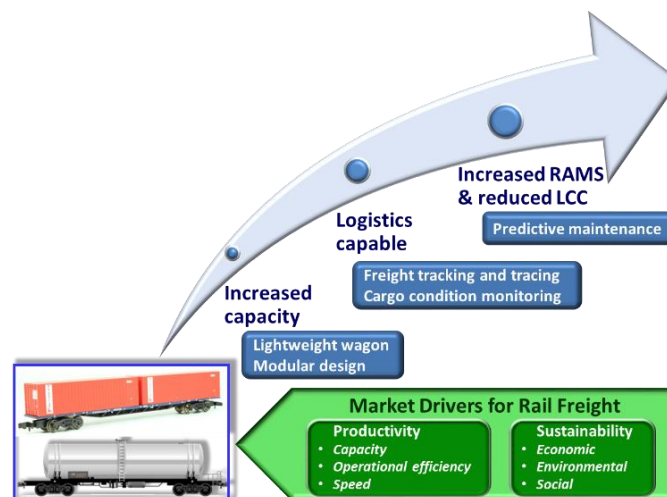 Increased RAMS
& reduced LCC
Predictive maintenance
Logistics
capable
Freight tracking and tracing
Cargo condition monitoring
Increased
capacity
Lightweight wagon
Modular design
Market Drivers for Rail Freight
Productivity
• Capacity
• Operational efficiency
• Speed
Sustainability
• Economic
• Environmental
• Social